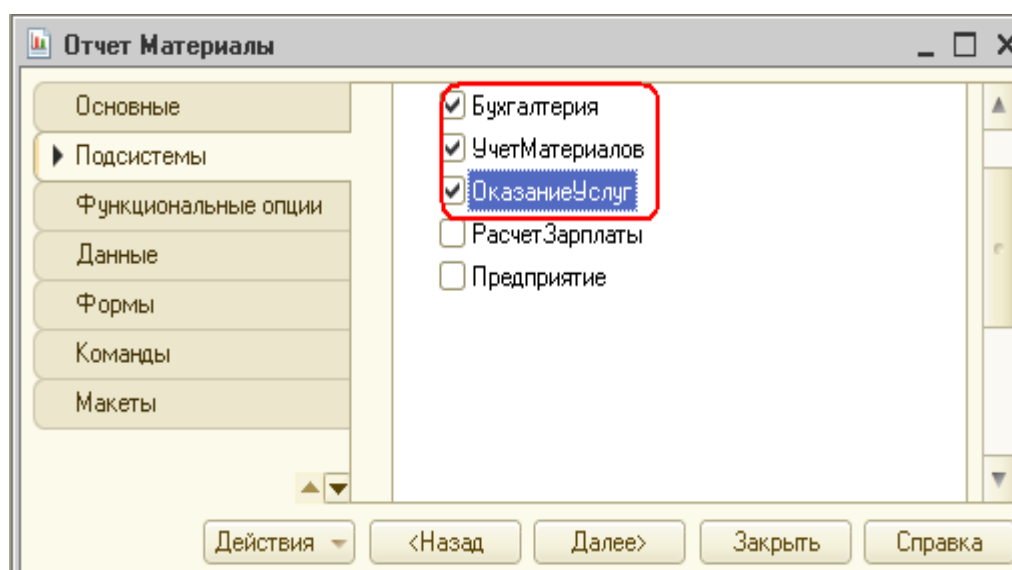 Отчет Материалы
Основные
Подсистемы
Функциональные опции
Данные
Формы
Команды
Макеты
Бухгалтерия
УчетМатериалов
ОказаниеУслуг
РасчетЗарплаты
Предприятие
Действия
<Назад
Далее>
Закрыть
Справка